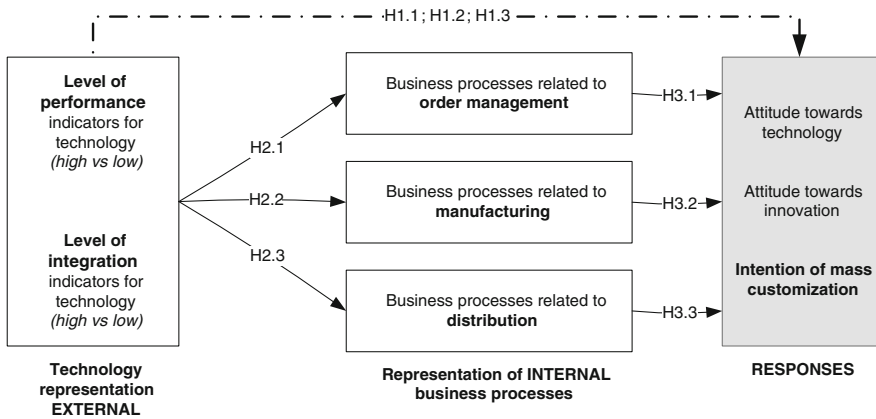 H1.1 ; H1.2 ; H1.3
Level of
performance
indicators for
technology
(high vs low)
Level of
integration
indicators for
technology
(high vs low)
Technology
representation
EXTERNAL
H2.1
H2.2
H2.3
Business processes related to
order management
Business processes related to
manufacturing
Business processes related to
distribution
Representation of INTERNAL
business processes
H3.1
H3.2
H3.3
Attitude towards
technology
Attitude towards
innovation
Intention of mass
customization
RESPONSES